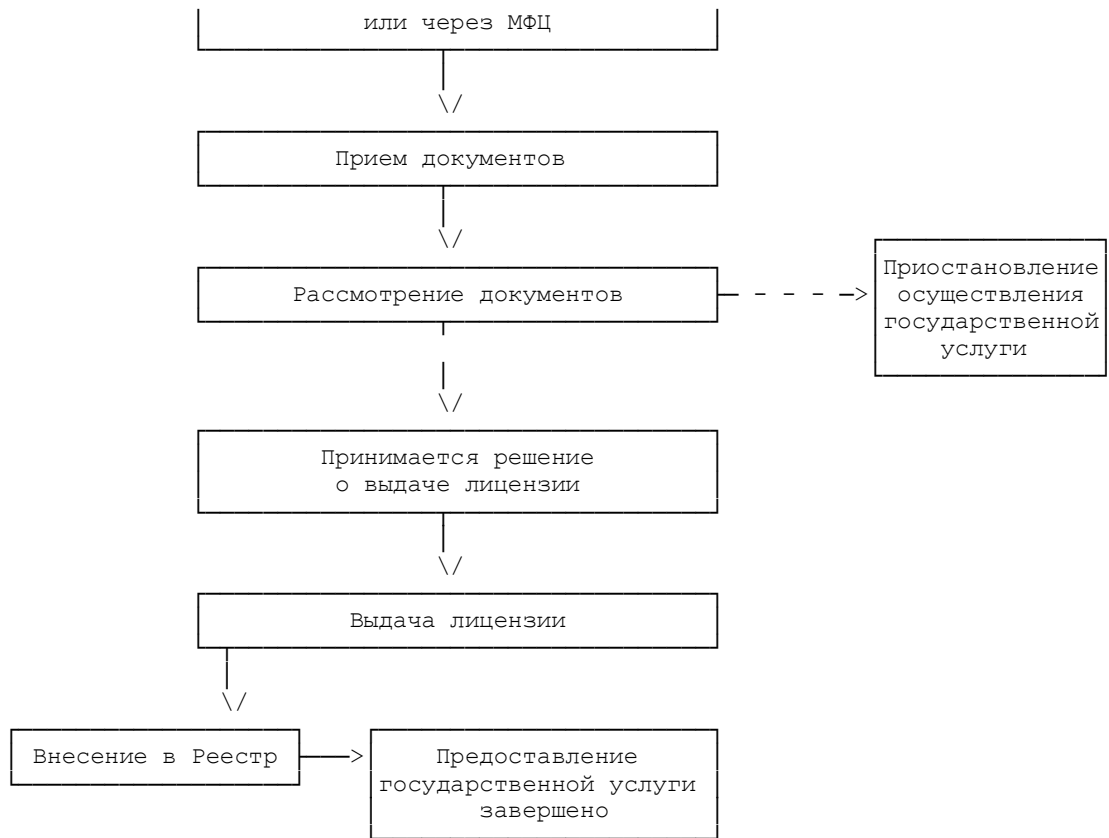 или через МФЦ
Прием документов
Рассмотрение документов
Приостановление
осуществления
государственной
услуги
Принимается решение
о выдаче лицензии
Выдача лицензии
Внесение в Реестр
Предоставление
государственной услуги
завершено